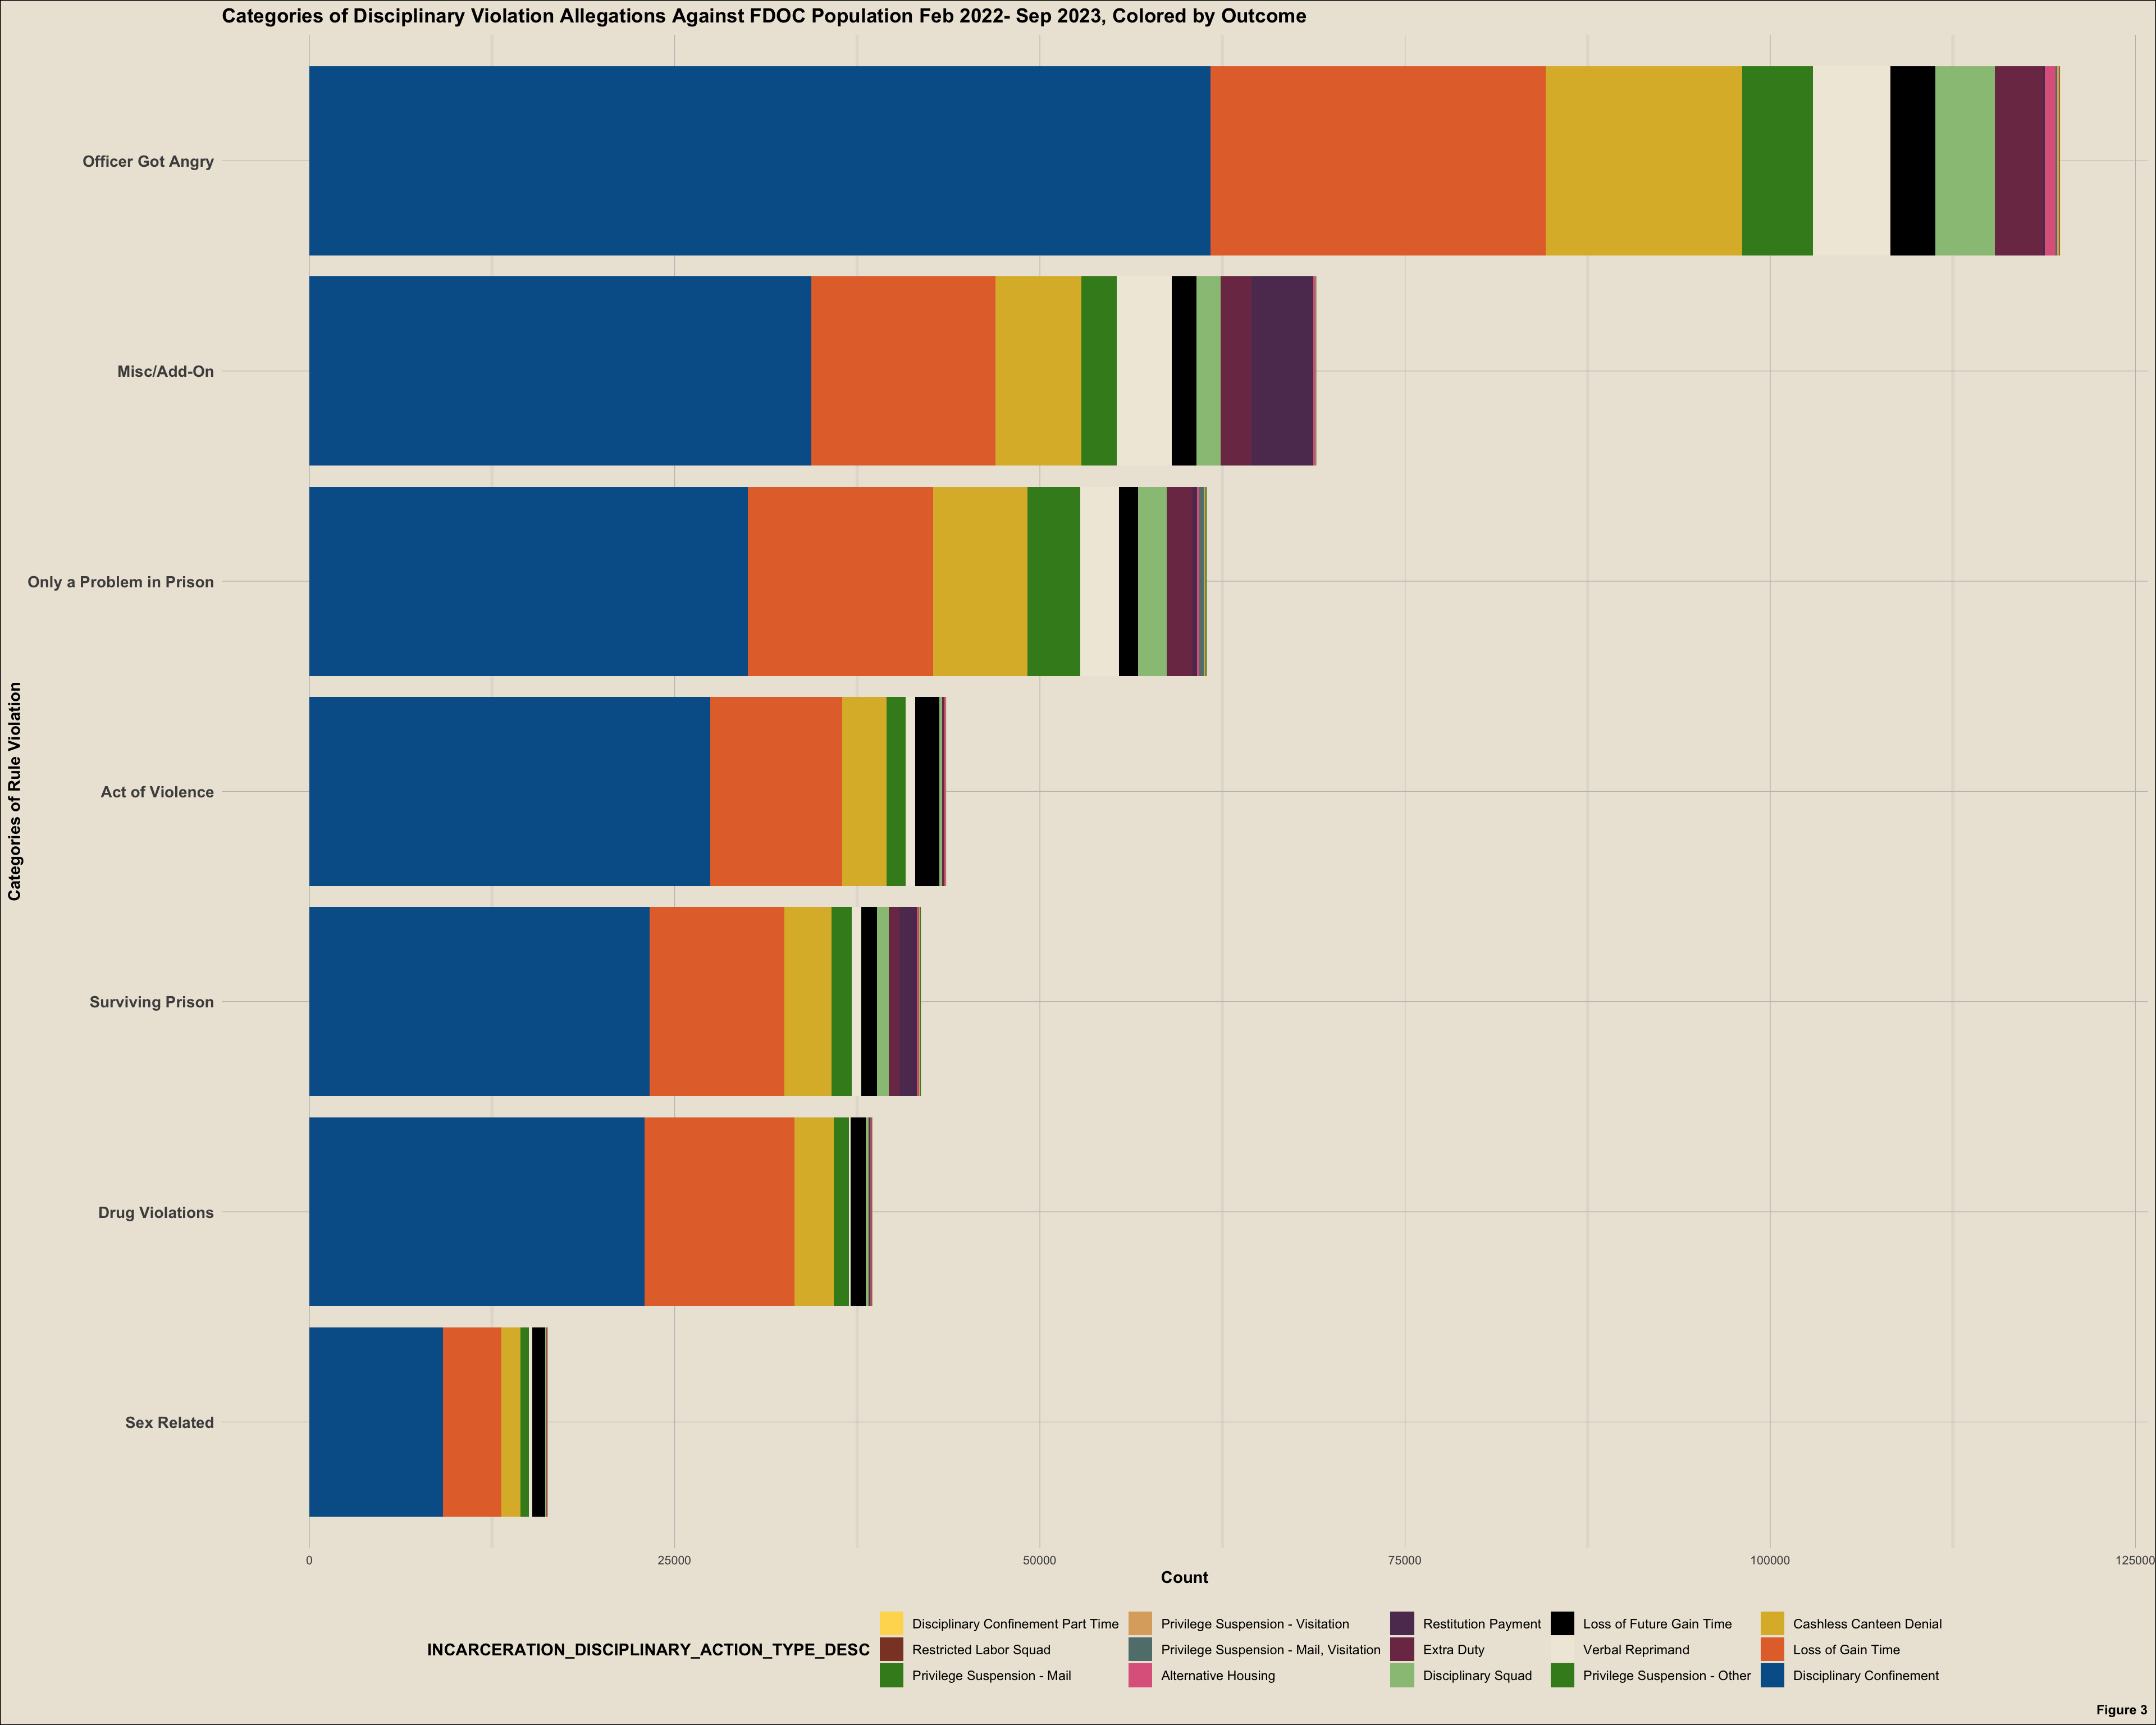 Categories of Disciplinary Violation Allegations Against FDOC Population Feb 2022- Sep 2023, Colored by Outcome
Categories of Rule Violation
Officer Got Angry
Misc/Add-On
Only a Problem in Prison
Act of Violence
Surviving Prison
Drug Violations
Sex Related
0 25000 50000 75000 100000 125000
Count
INCARCERATION_DISCIPLINARY_ACTION_TYPE_DESC
Disciplinary Confinement Part Time
Restricted Labor Squad
Privilege Suspension - Mail
Privilege Suspension - Visitation
Privilege Suspension - Mail, Visitation
Alternative Housing
Restitution Payment
Extra Duty
Disciplinary Squad
Loss of Future Gain Time
Verbal Reprimand
Privilege Suspension - Other
Cashless Canteen Denial
Loss of Gain Time
Disciplinary Confinement
Figure 3